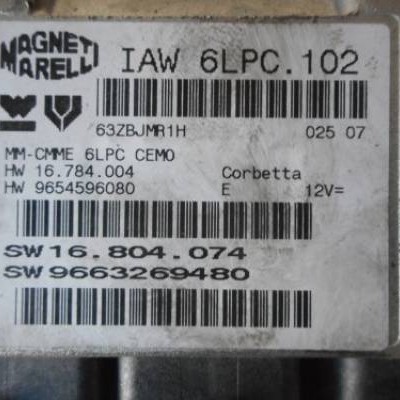 MAGNETI MARELLI
IAW 6LPC.102
63ZBJMR1H 025 07
MM-CMME 6LPC CEMO
HW 16.784.004 Corbetta
HW 9654596080 E 12V=
SW 16.804.074
SW 9663269480